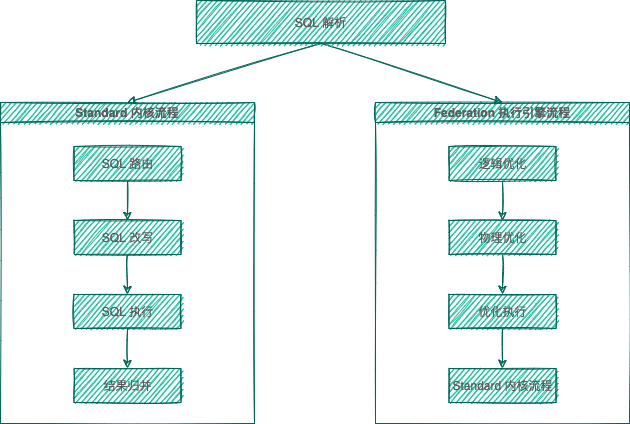 SQL 解析
Standard 内核流程
SQL 路由
SQL 改写
SQL 执行
结果归并
Federation 执行引擎流程
逻辑优化
物理优化
优化执行
Standard 内核流程